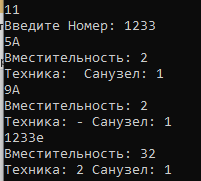 11
Введите Номер: 1233
5А
Вместительность: 2
Техника:  Санузел: 1
9А
Вместительность: 2
Техника: - Санузел: 1
1233е
Вместительность: 32
Техника: 2 Санузел: 1